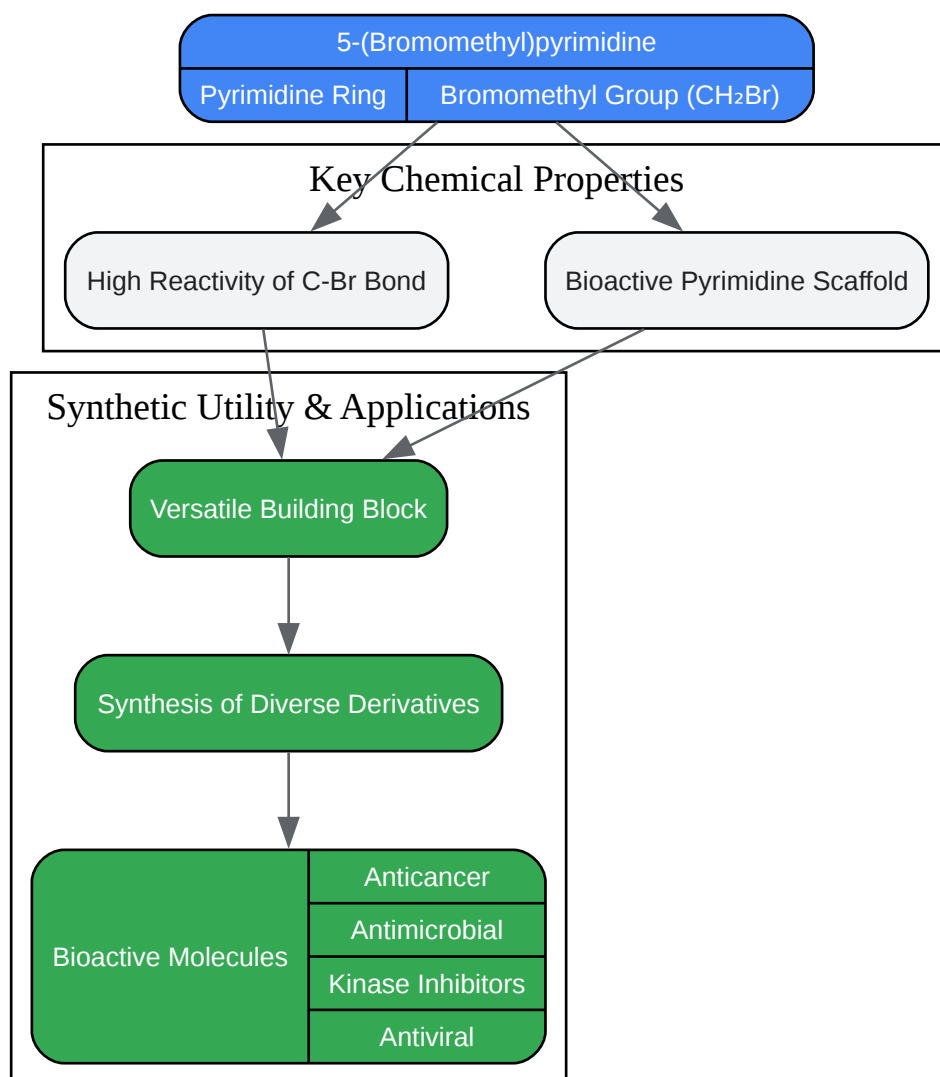 5-(Bromomethyl)pyrimidine
Pyrimidine Ring
Bromomethyl Group (CH₂Br)
Key Chemical Properties
High Reactivity of C-Br Bond
Bioactive Pyrimidine Scaffold
Synthetic Utility & Applications
Versatile Building Block
Synthesis of Diverse Derivatives
Bioactive Molecules
Anticancer
Antimicrobial
Kinase Inhibitors
Antiviral